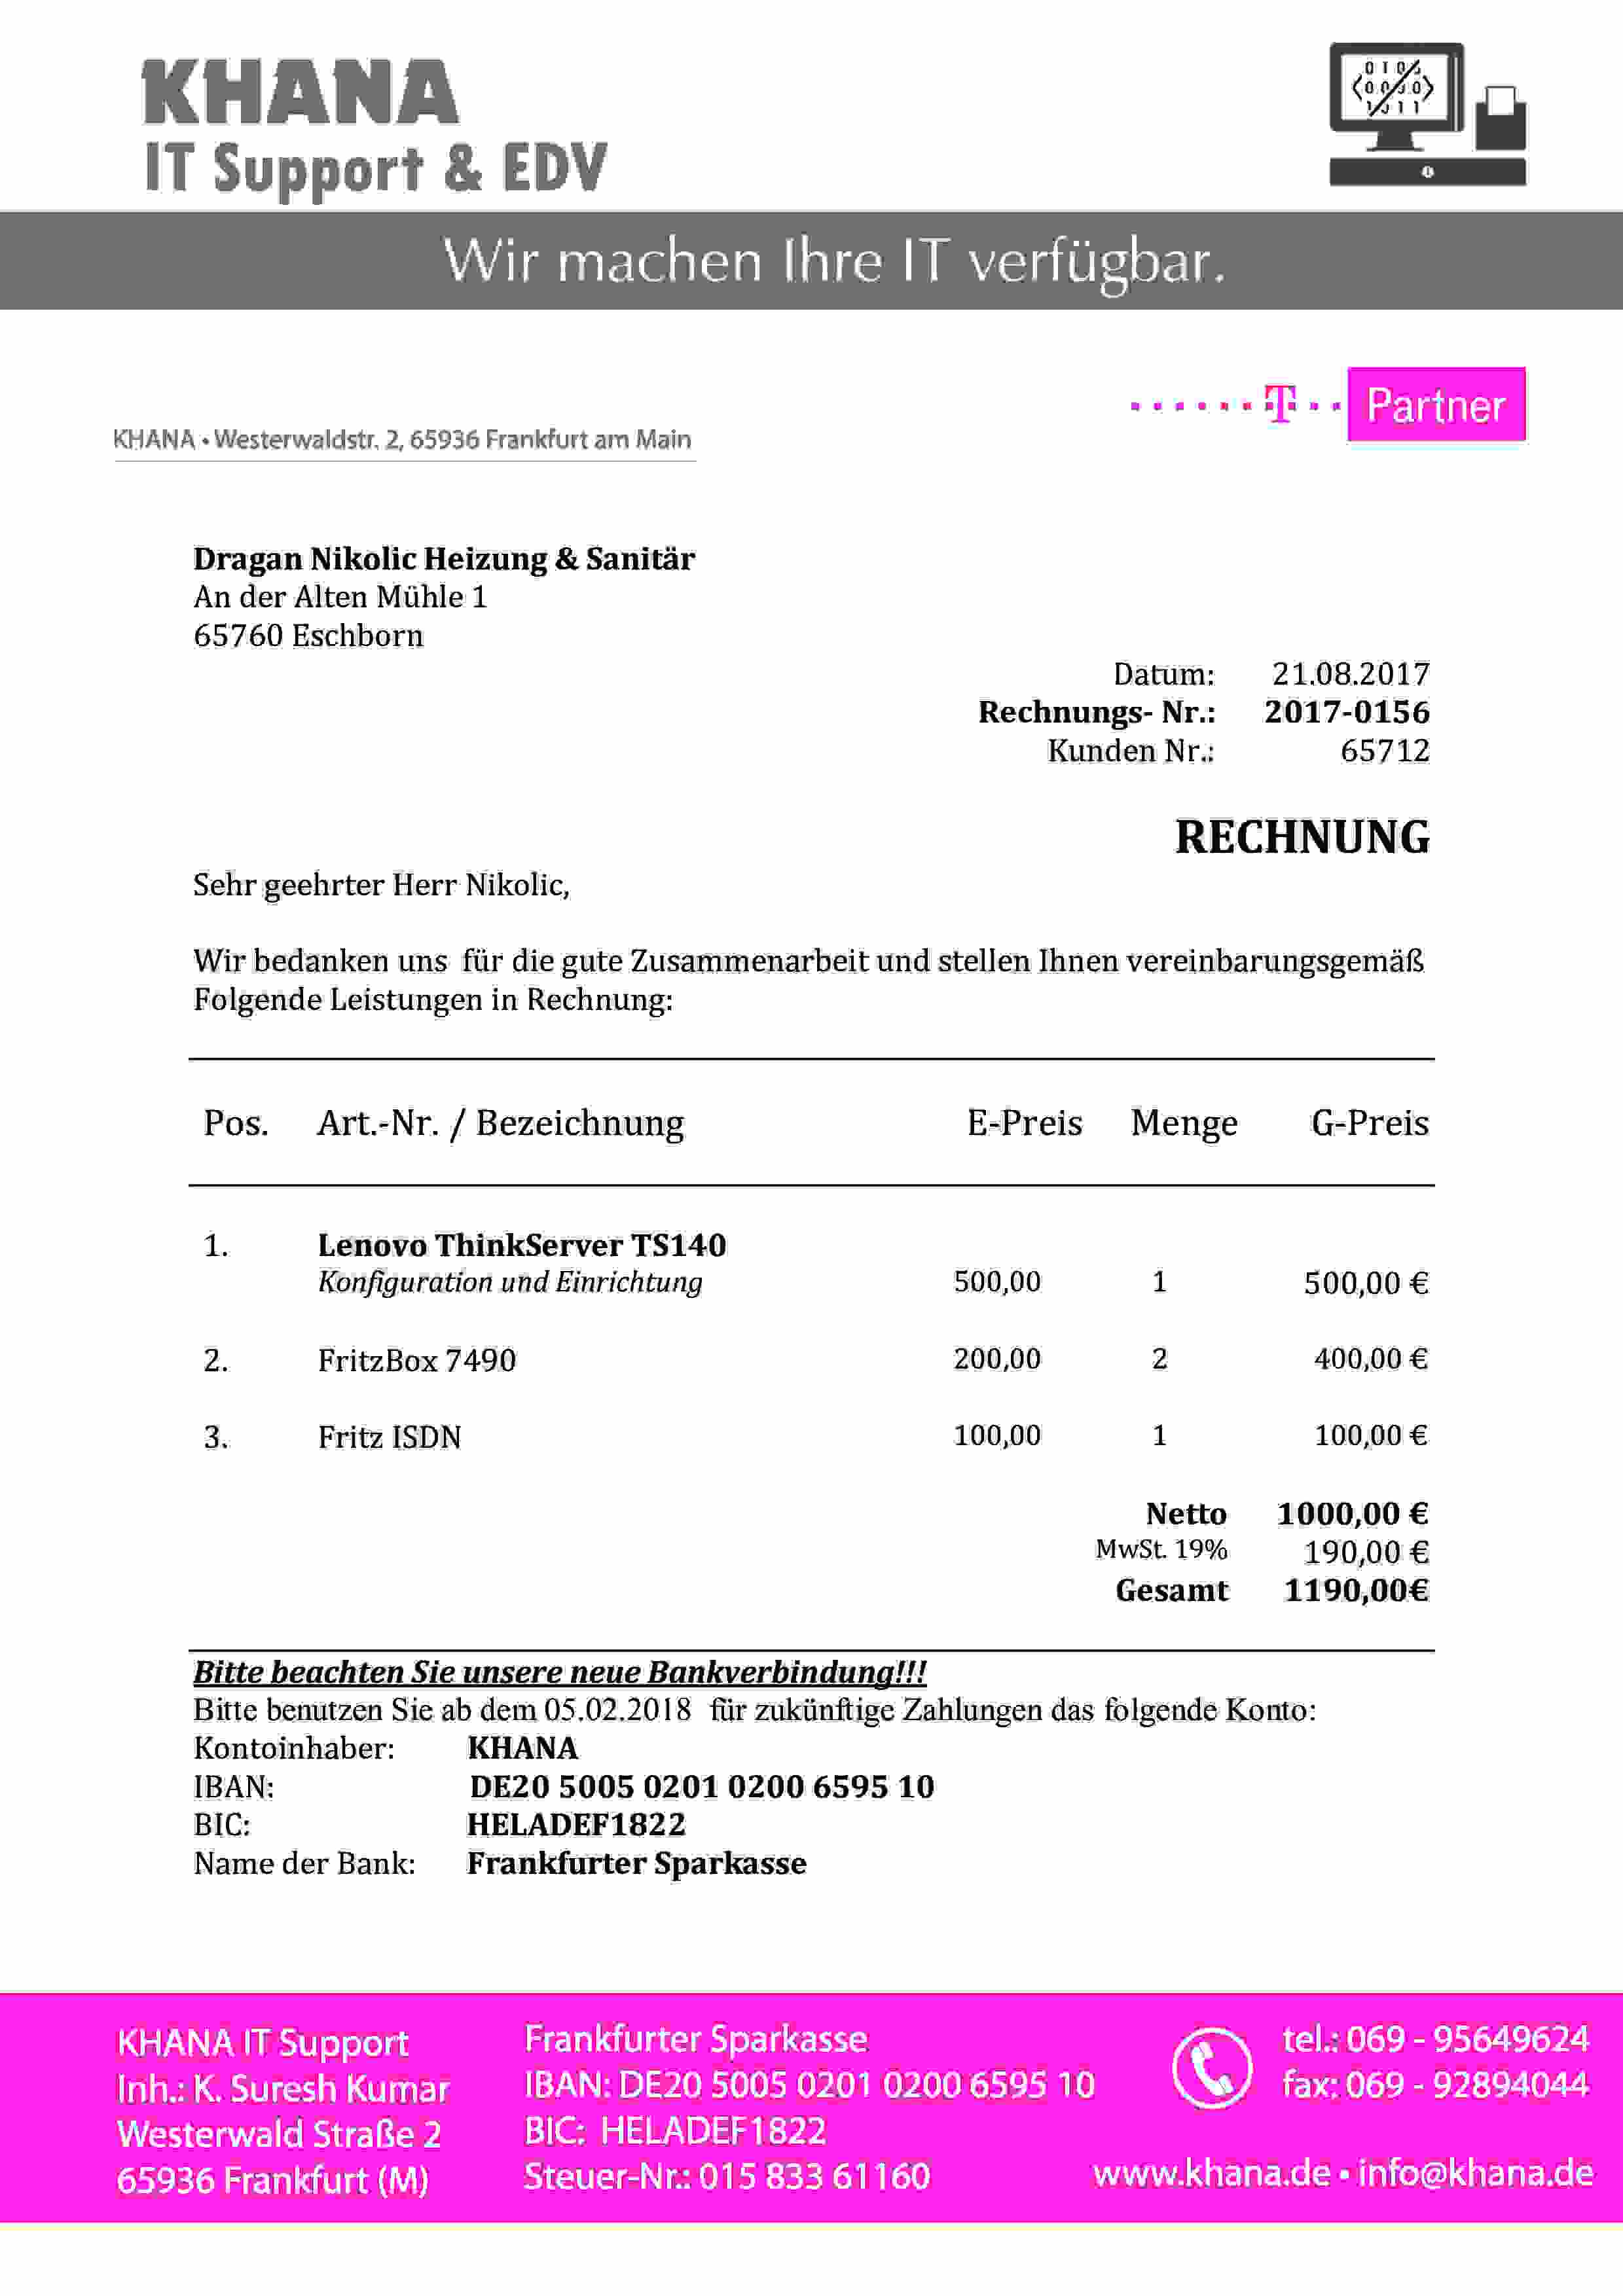 KHANA
IT Support & EDV
Wir machen Ihre IT verfügbar.
T Partner
KHANA • Westerwaldstr. 2, 65936 Frankfurt am Main
Dragan Nikolic Heizung & Sanitär
An der Alten Mühle 1
65760 Eschborn
Datum: 21.08.2017
Rechnungs- Nr.: 2017-0156
Kunden Nr.: 65712
RECHNUNG
Sehr geehrter Herr Nikolic,
Wir bedanken uns für die gute Zusammenarbeit und stellen Ihnen vereinbarungsgemäß
Folgende Leistungen in Rechnung:
Pos. Art.-Nr. / Bezeichnung E-Preis Menge G-Preis
1. Lenovo ThinkServer TS140
Konfiguration und Einrichtung 500,00 1 500,00 €
2. FritzBox 7490 200,00 2 400,00 €
3. Fritz ISDN 100,00 1 100,00 €
Netto 1000,00 €
MwSt. 19% 190,00 €
Gesamt 1190,00€
Bitte beachten Sie unsere neue Bankverbindung!!!
Bitte benutzen Sie ab dem 05.02.2018 für zukünftige Zahlungen das folgende Konto:
Kontoinhaber: KHANA
IBAN: DE20 5005 0201 0200 6595 10
BIC: HELADEF1822
Name der Bank: Frankfurter Sparkasse
KHANA IT Support
Inh.: K. Suresh Kumar
Westerwald Straße 2
65936 Frankfurt (M)
Frankfurter Sparkasse
IBAN: DE20 5005 0201 0200 6595 10
BIC: HELADEF1822
Steuer-Nr.: 015 833 61160
tel.: 069 - 95649624
fax: 069 - 92894044
www.khana.de • info@khana.de